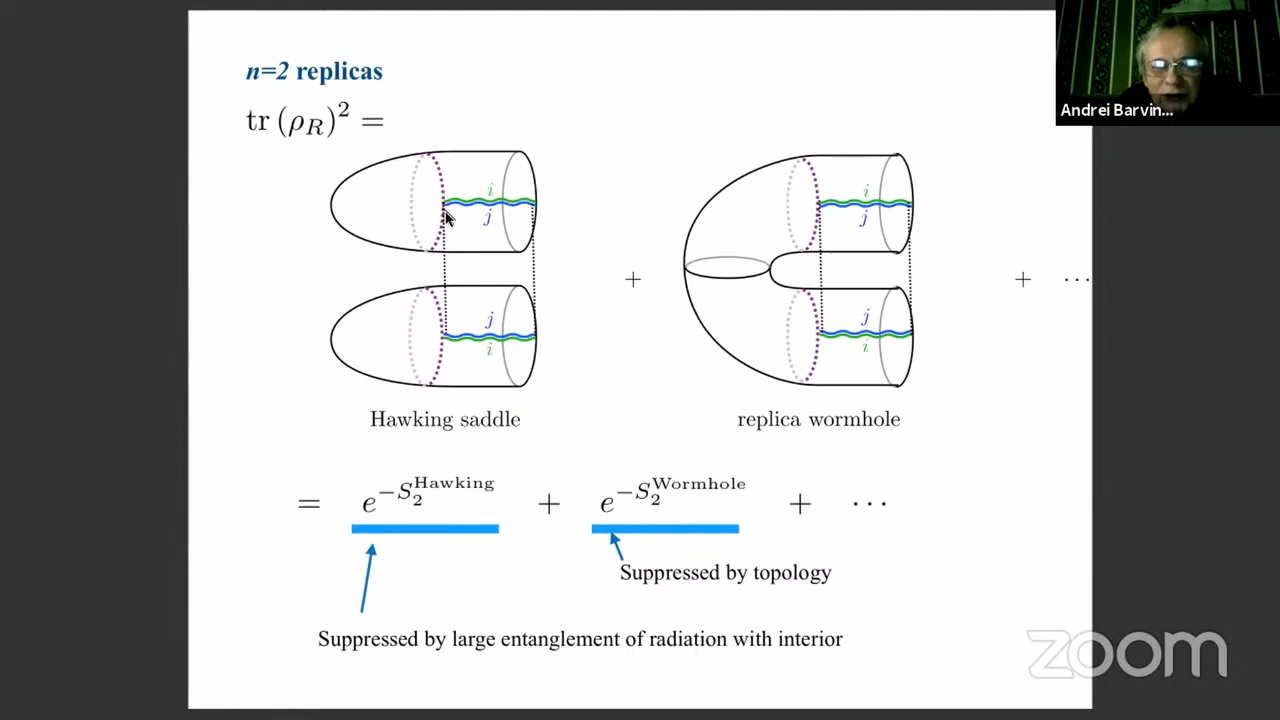 n=2 replicas
tr (ρ_R)^2 =
i
j
j
i
Hawking saddle
+
i
j
j
i
replica wormhole
+ ⋯
= e^{-S_2^{Hawking}} + e^{-S_2^{Wormhole}} + ⋯
Suppressed by topology
Suppressed by large entanglement of radiation with interior
Andrei Barvin...
zoom